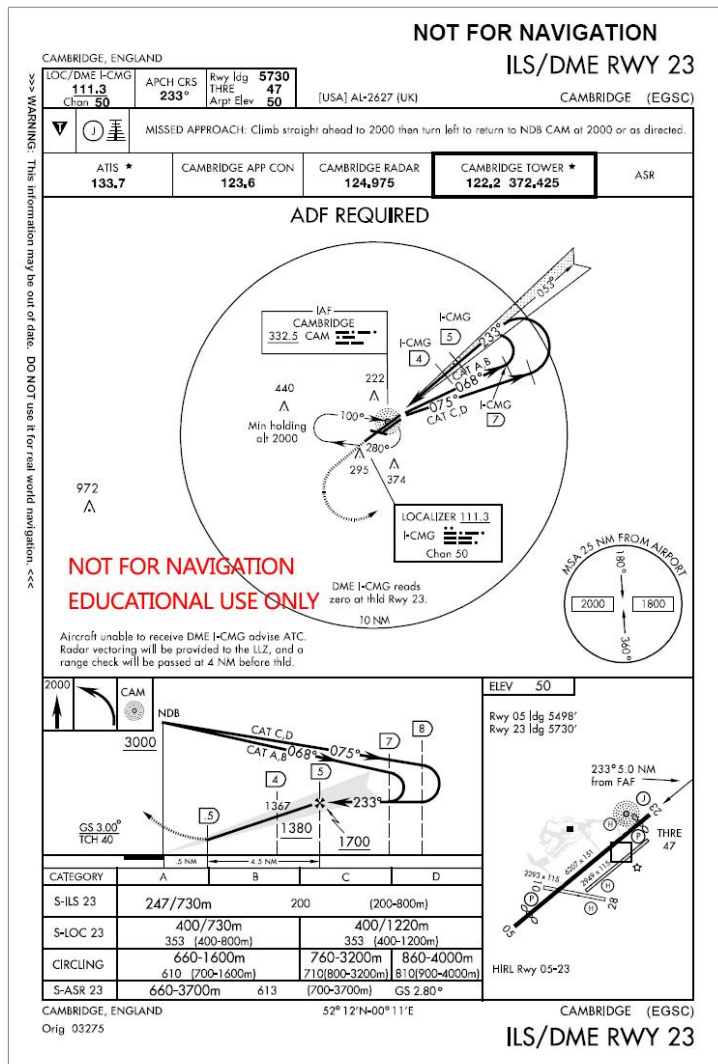 NOT FOR NAVIGATION
CAMBRIDGE, ENGLAND
ILS/DME RWY 23
LOC/DME I-CMG
111.3
Chan 50
APCH CRS
233°
Rwy ldg 5730
THRE 47
Arpt Elev 50
[USA] AL-2627 (UK)
CAMBRIDGE (EGSC)
>>> WARNING: This information may be out of date. DO NOT use it for real world navigation. <<<
T
J
MISSED APPROACH: Climb straight ahead to 2000 then turn left to return to NDB CAM at 2000 or as directed.
ATIS ★
133.7
CAMBRIDGE APP CON
123.6
CAMBRIDGE RADAR
124.975
CAMBRIDGE TOWER ★
122.2 372.425
ASR
ADF REQUIRED
053°
IAF
CAMBRIDGE
332.5 CAM
I-CMG
5
I-CMG
4
233°
CAT A,B
068°
075°
CAT C,D
I-CMG
7
440
222
Min holding
alt 2000
100°
280°
295
374
972
LOCALIZER 111.3
I-CMG
Chan 50
NOT FOR NAVIGATION
EDUCATIONAL USE ONLY
DME I-CMG reads
zero at thld Rwy 23.
10 NM
MSA 25 NM FROM AIRPORT
180°
2000
1800
360°
Aircraft unable to receive DME I-CMG advise ATC.
Radar vectoring will be provided to the LLZ, and a
range check will be passed at 4 NM before thld.
2000
CAM
NDB
3000
CAT C,D
075°
CAT A,B
068°
8
7
5
4
.5
1367
233°
1380
1700
GS 3.00°
TCH 40
.5 NM
4.5 NM
ELEV 50
Rwy 05 ldg 5498'
Rwy 23 ldg 5730'
233° 5.0 NM
from FAF
J
23
H
P
THRE
47
6207 x 151
2949 x 115
2293 x 115
10
28
H
P
H
05
HIRL Rwy 05-23
CATEGORY A B C D
S-ILS 23 247/730m 200 (200-800m)
S-LOC 23 400/730m 400/1220m
353 (400-800m) 353 (400-1200m)
CIRCLING 660-1600m 760-3200m 860-4000m
610 (700-1600m) 710(800-3200m) 810(900-4000m)
S-ASR 23 660-3700m 613 (700-3700m) GS 2.80°
CAMBRIDGE, ENGLAND
52°12'N-00°11'E
CAMBRIDGE (EGSC)
Orig 03275
ILS/DME RWY 23